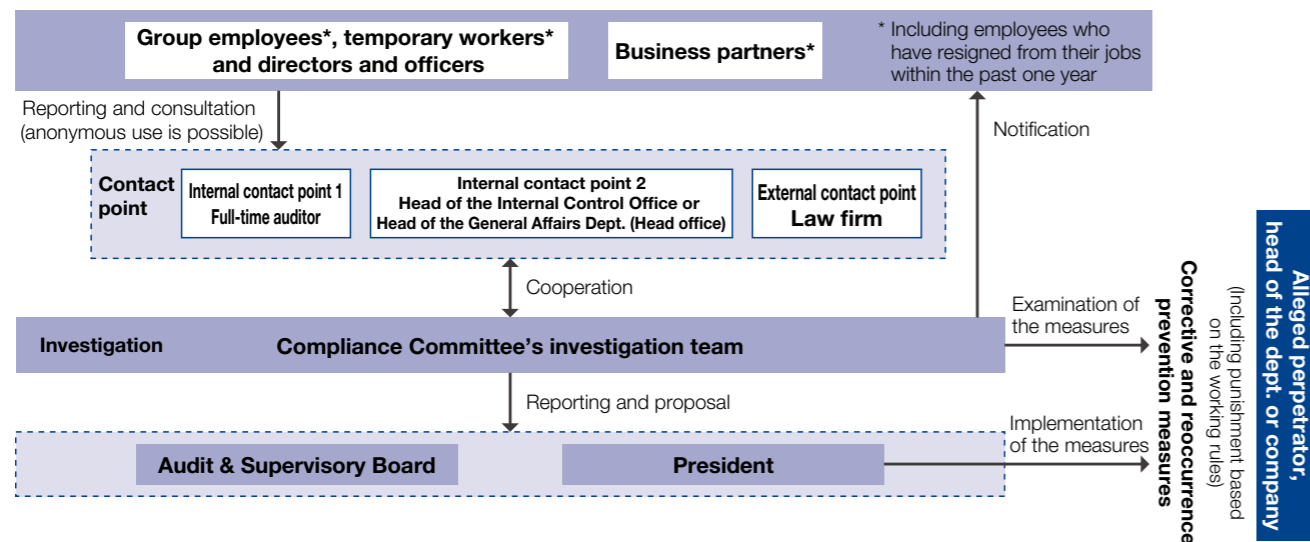 Group employees*, temporary workers*
and directors and officers
Business partners*
* Including employees who
have resigned from their jobs
within the past one year
Reporting and consultation
(anonymous use is possible)
Notification
Contact
point
Internal contact point 1
Full-time auditor
Internal contact point 2
Head of the Internal Control Office or
Head of the General Affairs Dept. (Head office)
External contact point
Law firm
Cooperation
Investigation
Compliance Committee’s investigation team
Examination of
the measures
Reporting and proposal
Audit & Supervisory Board
President
Implementation
of the measures
Alleged perpetrator,
head of the dept. or company
(Including punishment based
on the working rules)
Corrective and reoccurrence
prevention measures